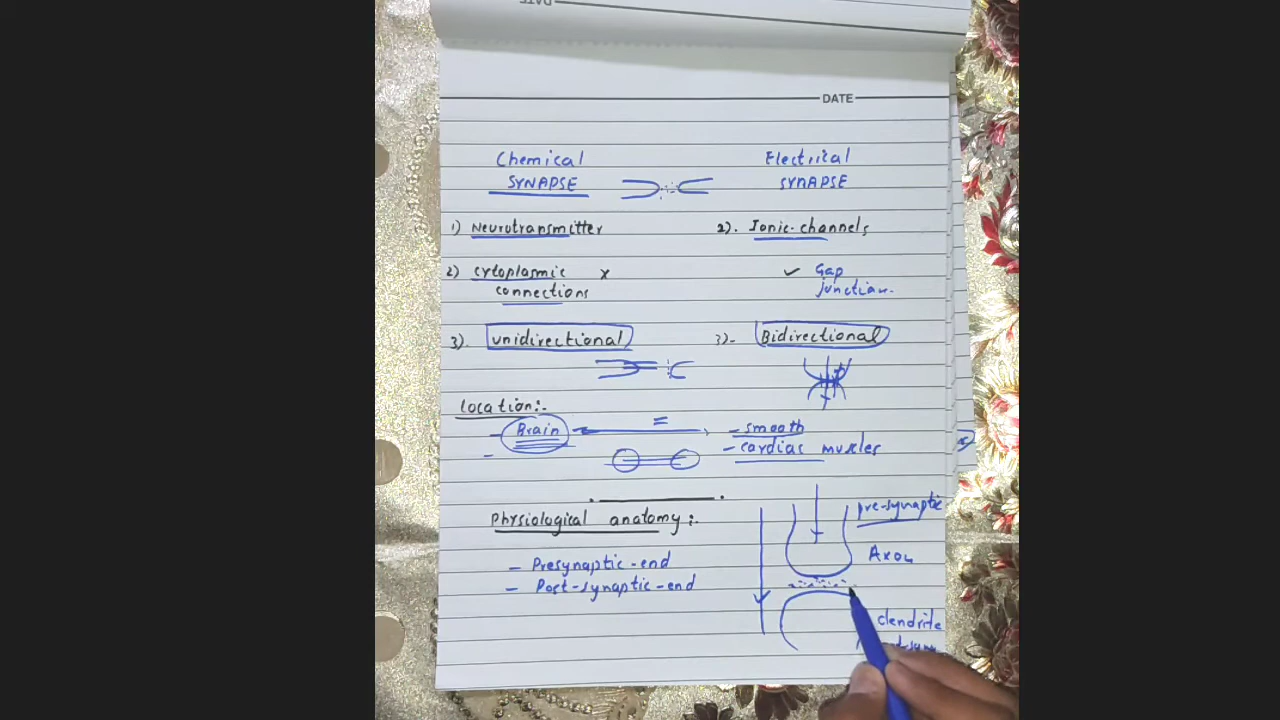 DATE
DATE
Chemical Electrical
SYNAPSE SYNAPSE
1) Neurotransmitter 2). Ionic-channels
2) cytoplasmic x ✓ Gap
connections junction.
3). unidirectional 3)- Bidirectional
Location:-
- Brain = - smooth
- - cardiac muscles
Physiological anatomy:- pre-synaptic
- Presynaptic-end Axon
- Post-synaptic-end
dendrite